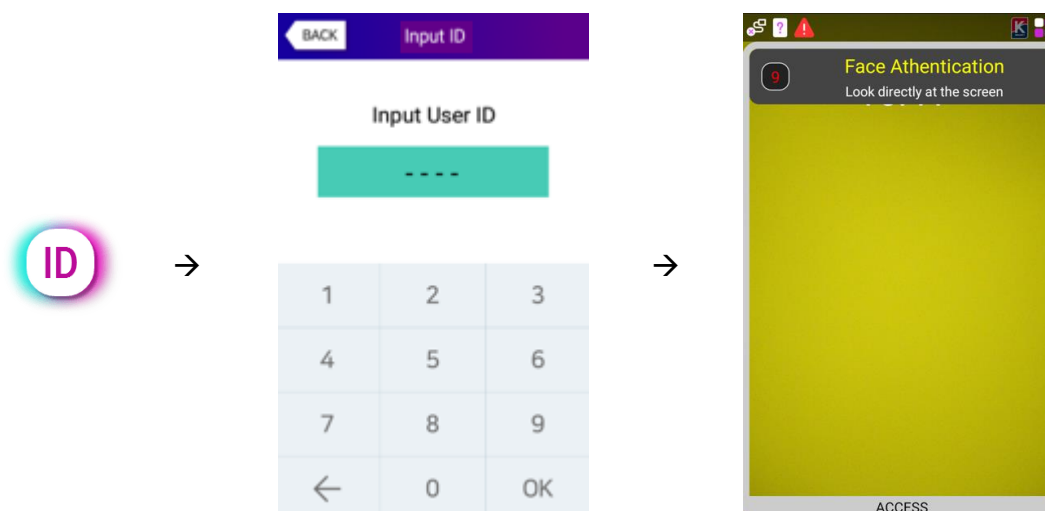 ID
→
BACK
Input ID
Input User ID
----
1 2 3
4 5 6
7 8 9
← 0 OK
→
?
!
K
9
Face Athentication
Look directly at the screen
ACCESS